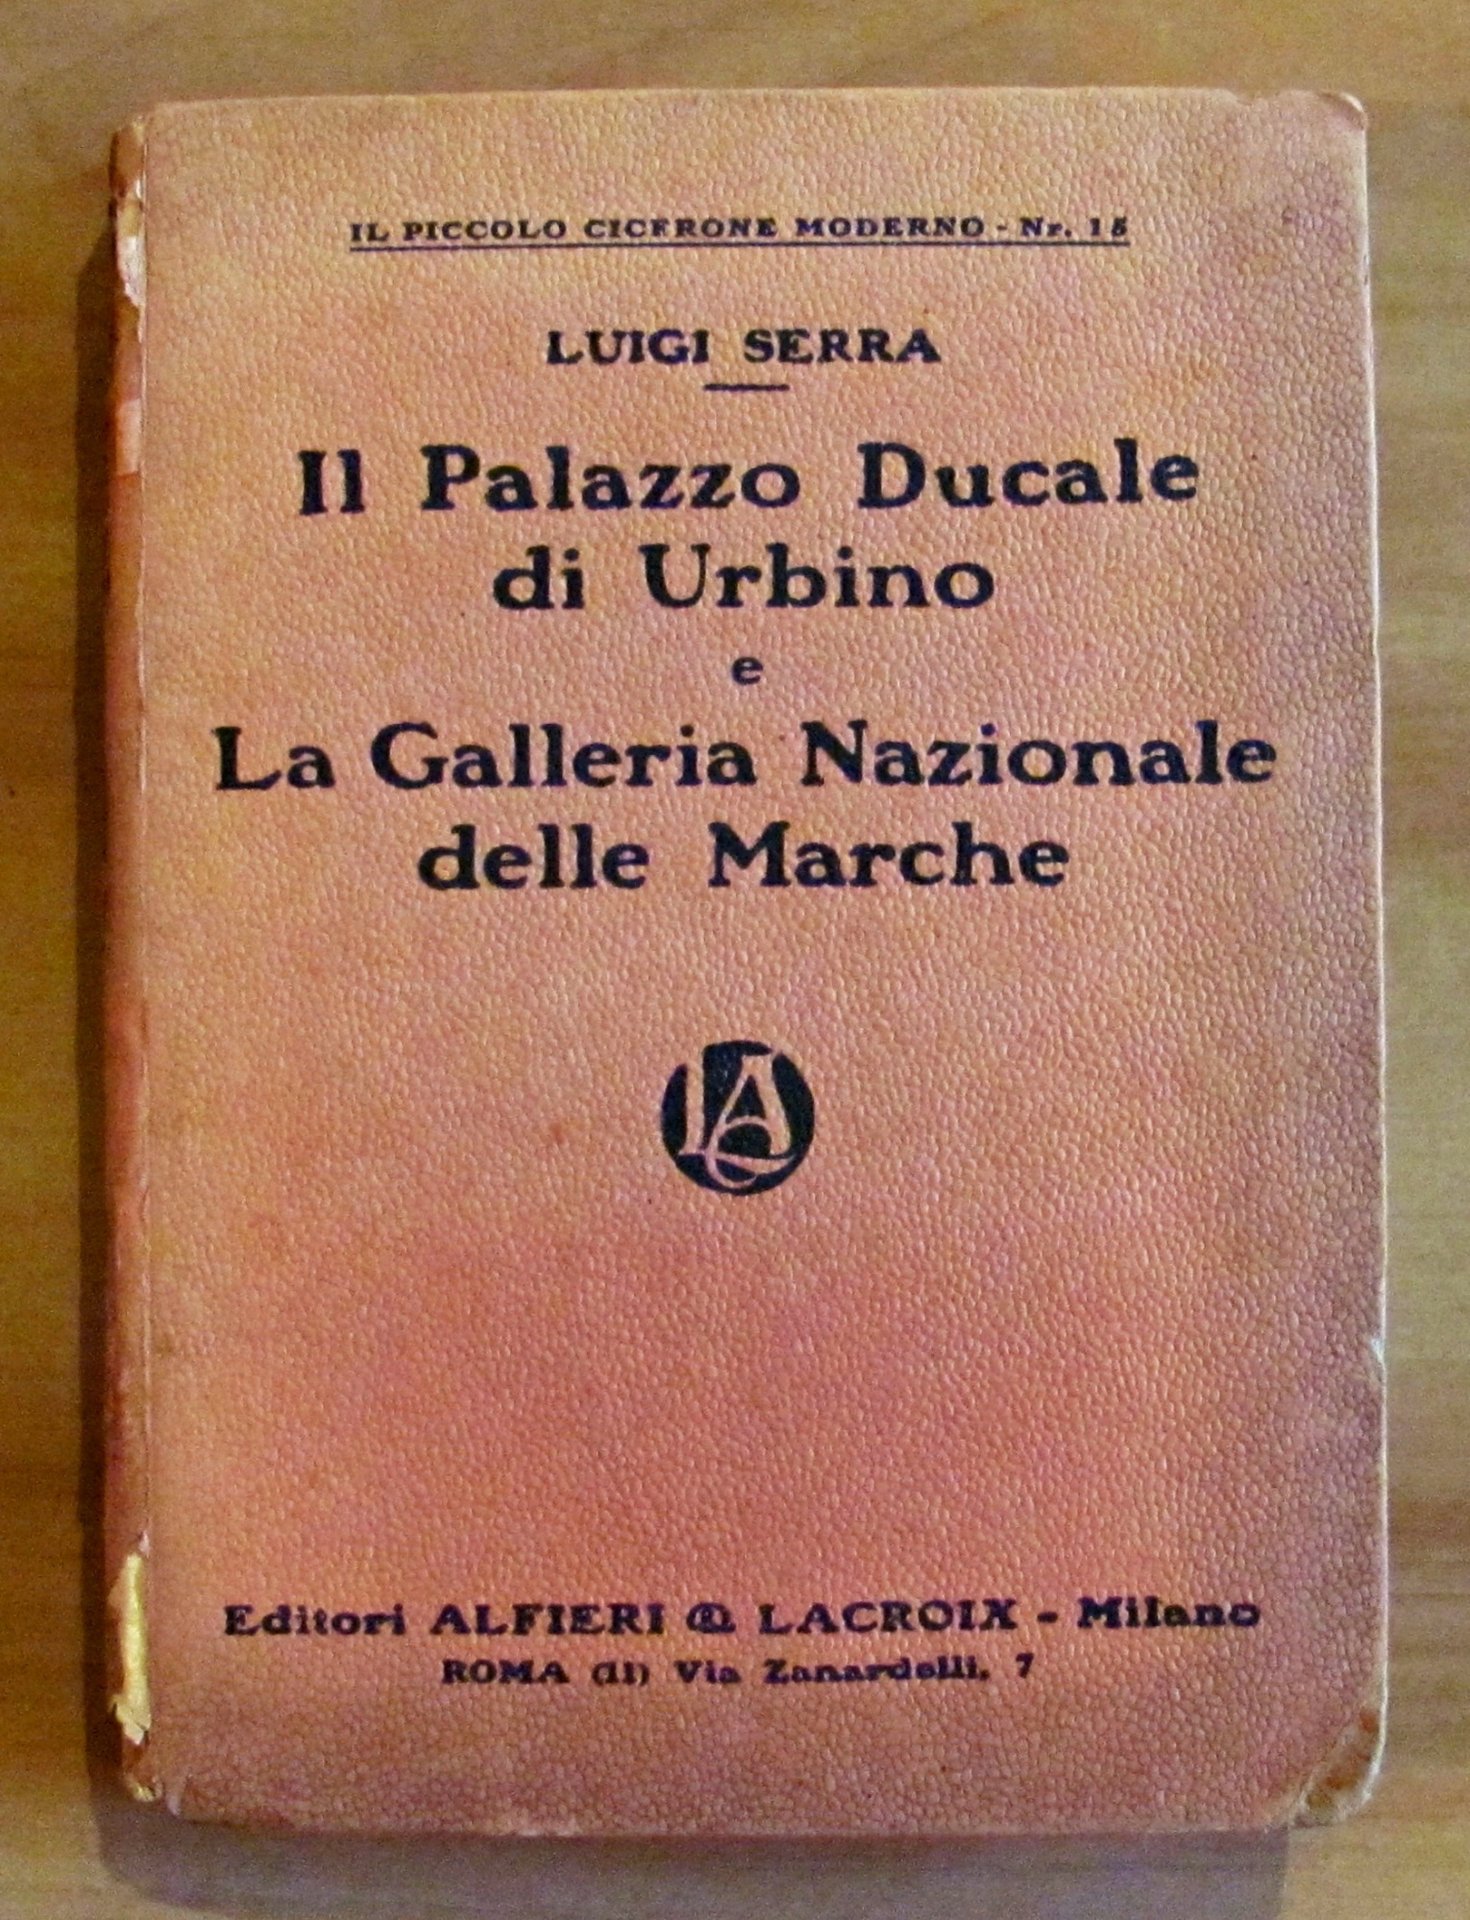 IL PICCOLO CICERONE MODERNO - Nr. 15
LUIGI SERRA
Il Palazzo Ducale
di Urbino
e
La Galleria Nazionale
delle Marche
LAC
Editori ALFIERI & LACROIX - Milano
ROMA (11) Via Zanardelli, 7